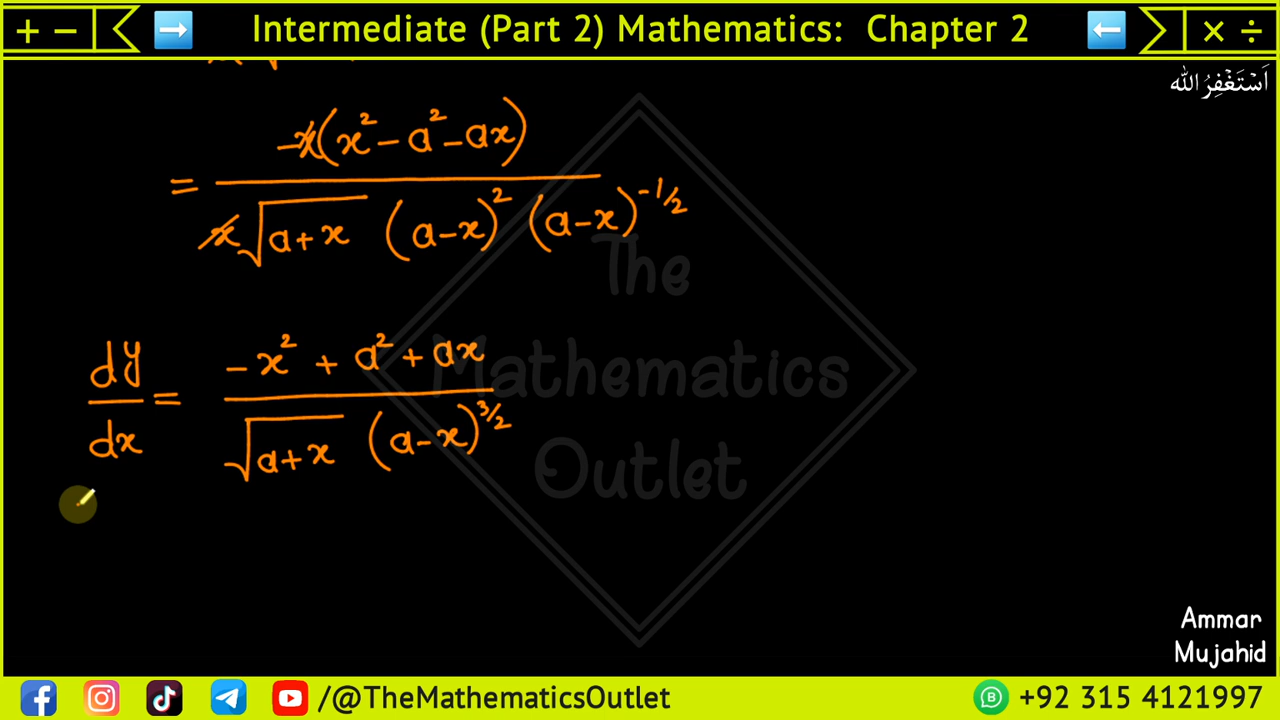 + − Intermediate (Part 2) Mathematics: Chapter 2 × ÷
اَسْتَغْفِرُ اللّٰه
= -x(x² - a² - ax) / x√(a+x) (a-x)² (a-x)^(-1/2)
dy/dx = -x² + a² + ax / √(a+x) (a-x)^(3/2)
The
Mathematics
Outlet
Ammar
Mujahid
/@TheMathematicsOutlet +92 315 4121997